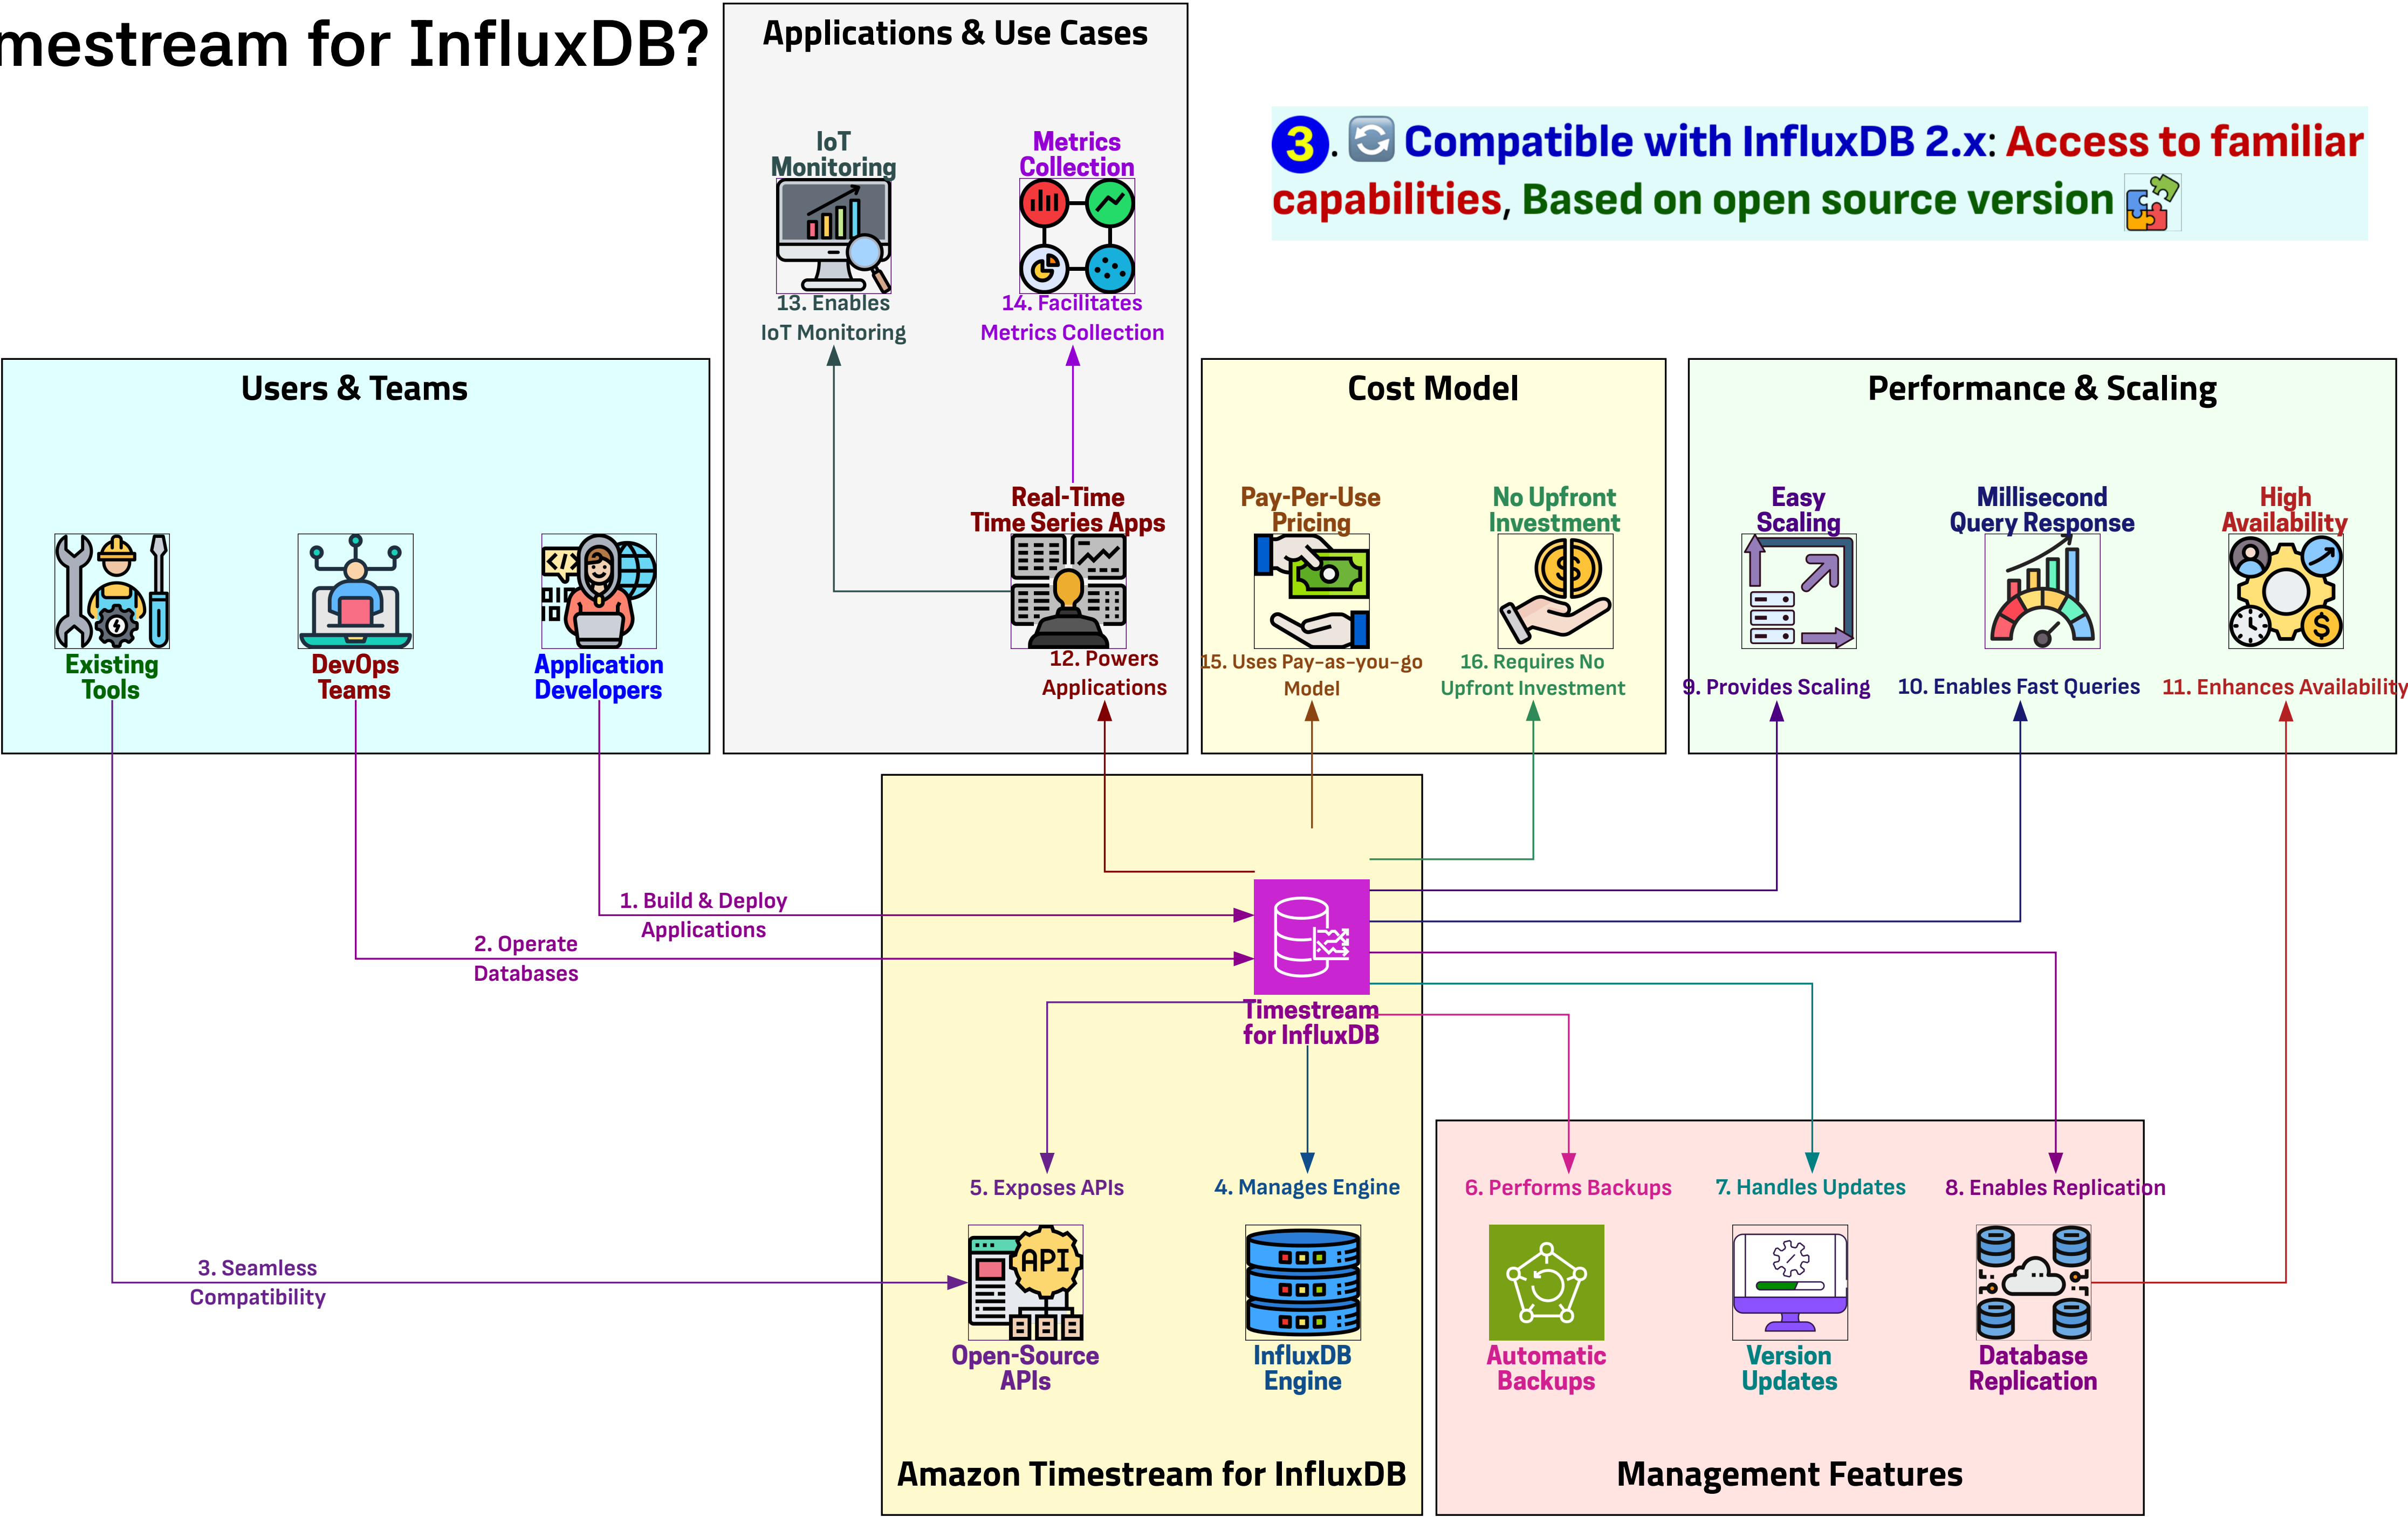 mestream for InfluxDB?
Applications & Use Cases
IoT
Monitoring
Metrics
Collection
13. Enables
IoT Monitoring
14. Facilitates
Metrics Collection
Real-Time
Time Series Apps
12. Powers
Applications
3. Compatible with InfluxDB 2.x: Access to familiar
capabilities, Based on open source version
Users & Teams
Existing
Tools
DevOps
Teams
</>
Application
Developers
Cost Model
Pay-Per-Use
Pricing
No Upfront
Investment
15. Uses Pay-as-you-go
Model
16. Requires No
Upfront Investment
Performance & Scaling
Easy
Scaling
Millisecond
Query Response
High
Availability
9. Provides Scaling
10. Enables Fast Queries
11. Enhances Availability
1. Build & Deploy
Applications
2. Operate
Databases
3. Seamless
Compatibility
Timestream
for InfluxDB
5. Exposes APIs
4. Manages Engine
API
Open-Source
APIs
InfluxDB
Engine
Amazon Timestream for InfluxDB
6. Performs Backups
7. Handles Updates
8. Enables Replication
Automatic
Backups
Version
Updates
Database
Replication
Management Features